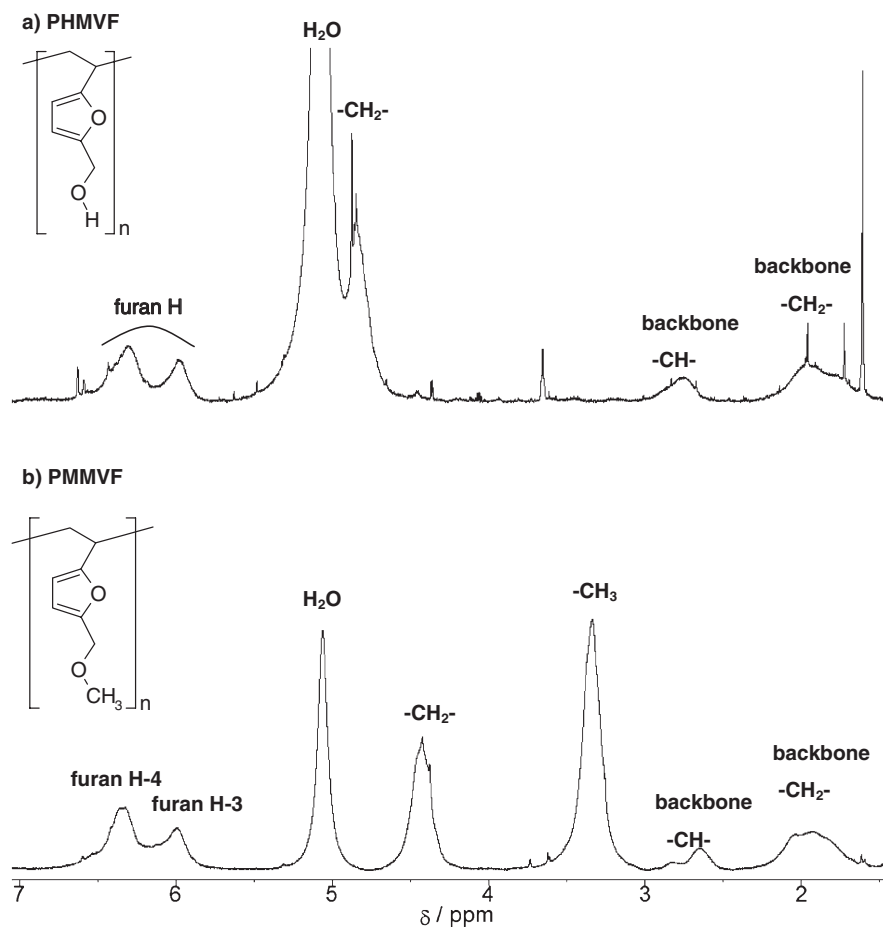 a) PHMVF
H₂O
-CH₂-
O
O
H
n
furan H
backbone
-CH-
backbone
-CH₂-
b) PMMVF
O
O
CH₃
n
H₂O
-CH₂-
-CH₃
furan H-4
furan H-3
backbone
-CH-
backbone
-CH₂-
7 6 5 4 3 2
δ / ppm